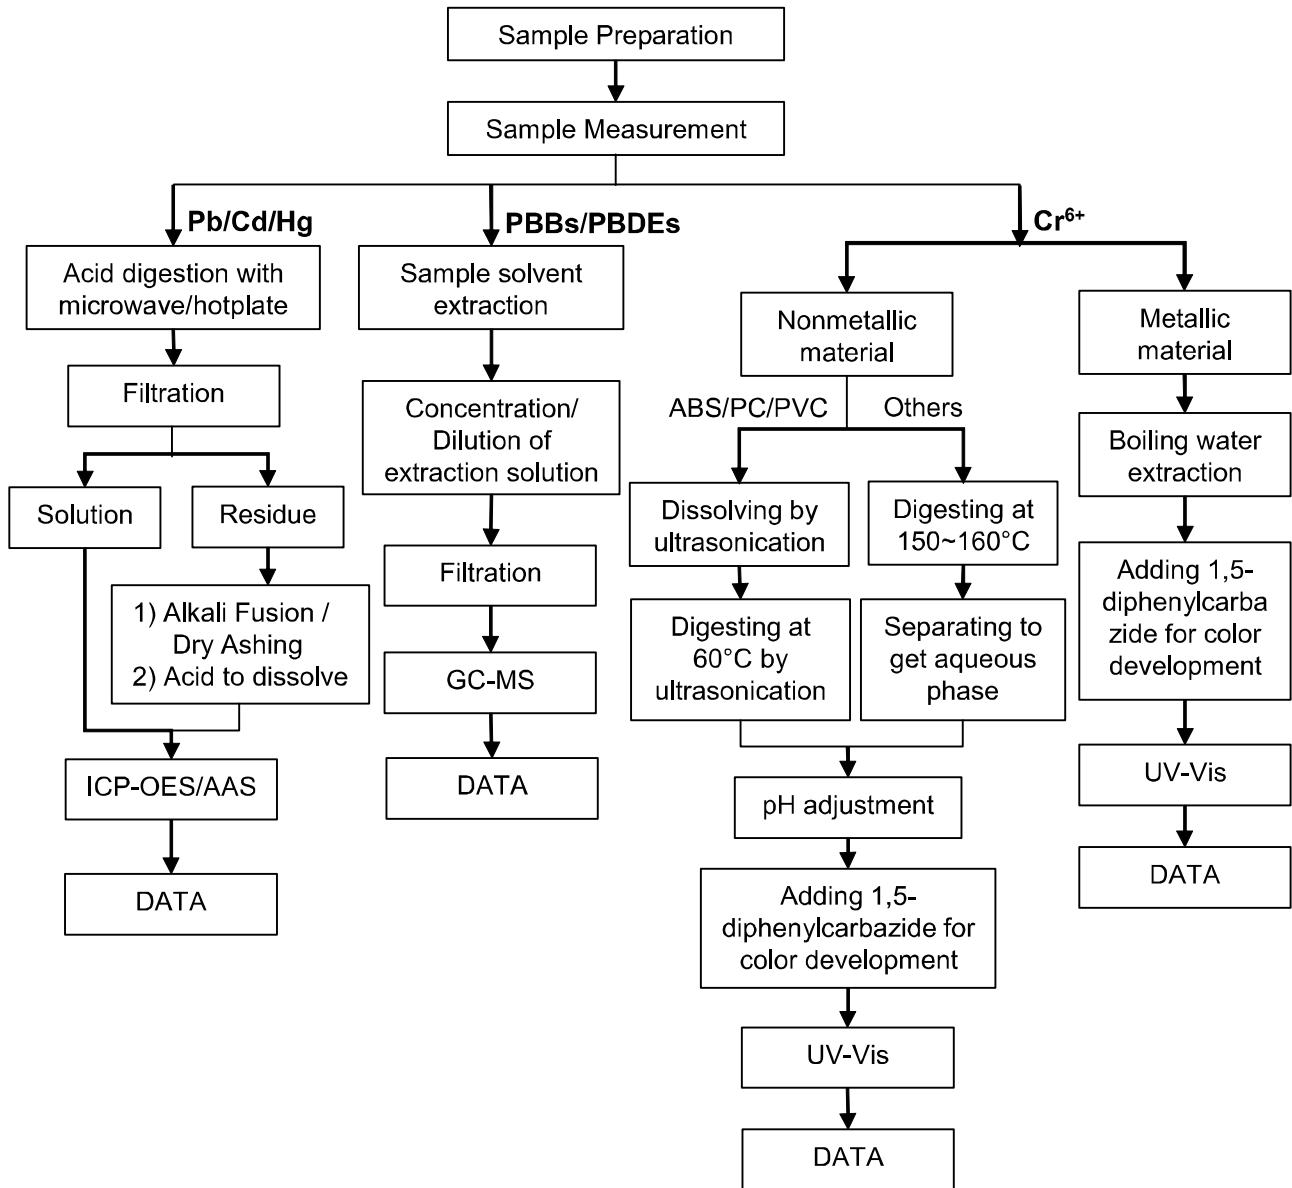 Sample Preparation
Sample Measurement
Pb/Cd/Hg
Acid digestion with
microwave/hotplate
Filtration
Solution
Residue
1) Alkali Fusion /
Dry Ashing
2) Acid to dissolve
ICP-OES/AAS
DATA
PBBs/PBDEs
Sample solvent
extraction
Concentration/
Dilution of
extraction solution
Filtration
GC-MS
DATA
Cr⁶⁺
Nonmetallic
material
ABS/PC/PVC
Others
Dissolving by
ultrasonication
Digesting at
60°C by
ultrasonication
Digesting at
150~160°C
Separating to
get aqueous
phase
pH adjustment
Adding 1,5-
diphenylcarbazide for
color development
UV-Vis
DATA
Metallic
material
Boiling water
extraction
Adding 1,5-
diphenylcarba
zide for color
development
UV-Vis
DATA